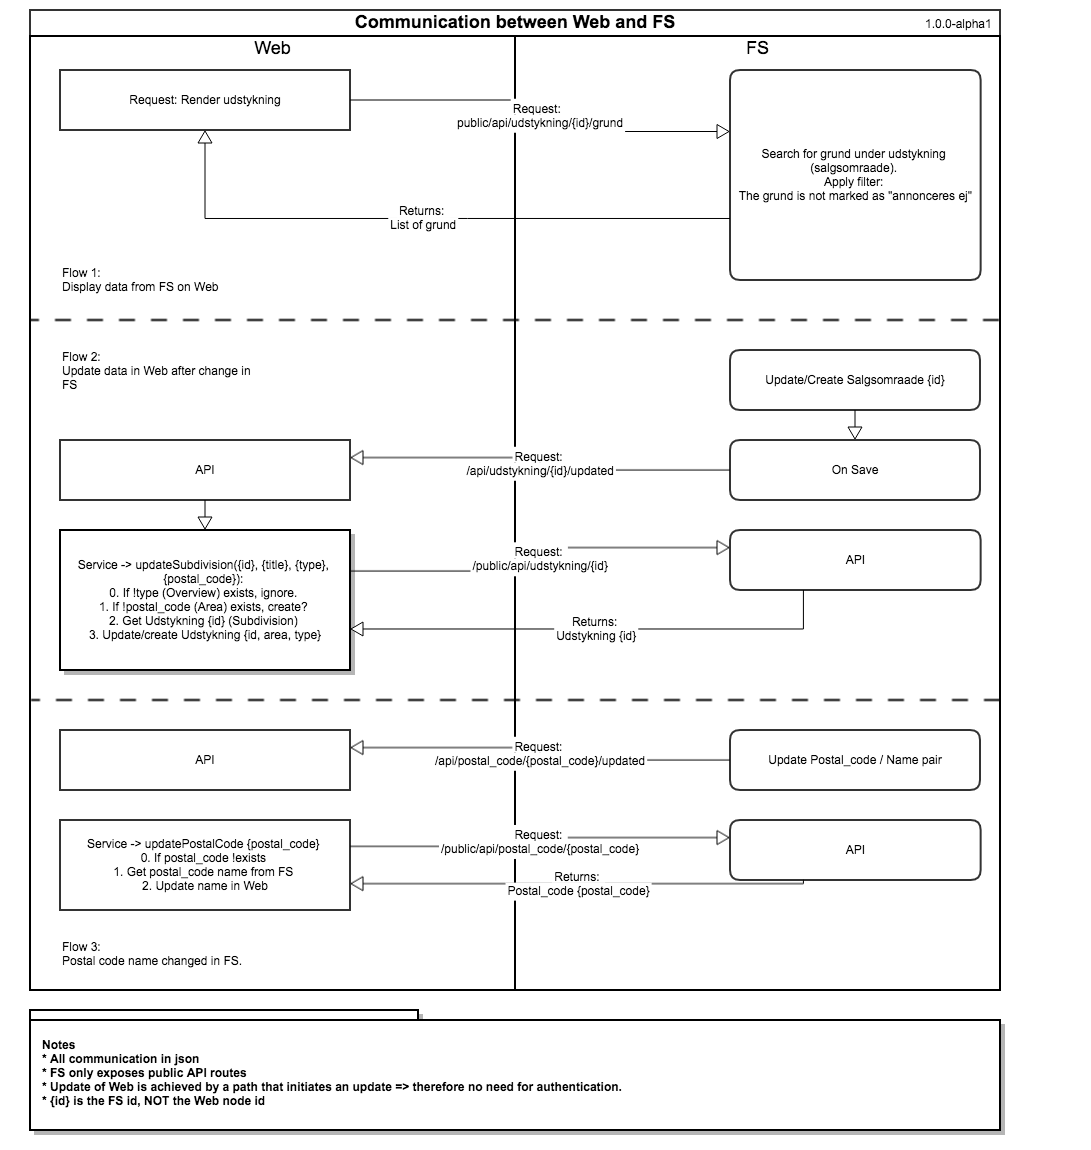 Communication between Web and FS
1.0.0-alpha1
Web
FS
Request: Render udstykning
Request:
public/api/udstykning/{id}/grund
Search for grund under udstykning
(salgsomraade).
Apply filter:
The grund is not marked as "annonceres ej"
Returns:
List of grund
Flow 1:
Display data from FS on Web
Flow 2:
Update data in Web after change in
FS
Update/Create Salgsomraade {id}
API
Request:
/api/udstykning/{id}/updated
On Save
Service -> updateSubdivision({id}, {title}, {type},
{postal_code}):
0. If !type (Overview) exists, ignore.
1. If !postal_code (Area) exists, create?
2. Get Udstykning {id} (Subdivision)
3. Update/create Udstykning {id, area, type}
Request:
/public/api/udstykning/{id}
API
Returns:
Udstykning {id}
API
Request:
/api/postal_code/{postal_code}/updated
Update Postal_code / Name pair
Service -> updatePostalCode {postal_code}
0. If postal_code !exists
1. Get postal_code name from FS
2. Update name in Web
Request:
/public/api/postal_code/{postal_code}
API
Returns:
Postal_code {postal_code}
Flow 3:
Postal code name changed in FS.
Notes
* All communication in json
* FS only exposes public API routes
* Update of Web is achieved by a path that initiates an update => therefore no need for authentication.
* {id} is the FS id, NOT the Web node id